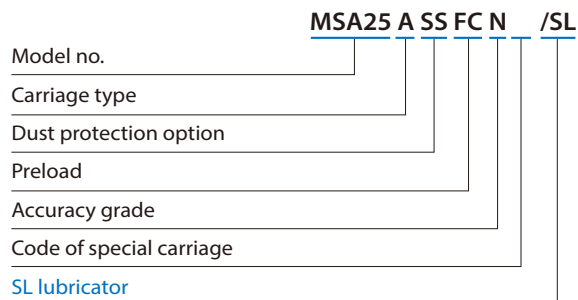 MSA25 A SS FC N /SL
Model no.
Carriage type
Dust protection option
Preload
Accuracy grade
Code of special carriage
SL lubricator